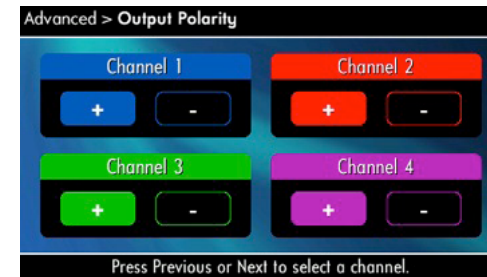 Advanced > Output Polarity
Channel 1
Channel 2
+ -
+ -
Channel 3
Channel 4
+ -
+ -
Press Previous or Next to select a channel.